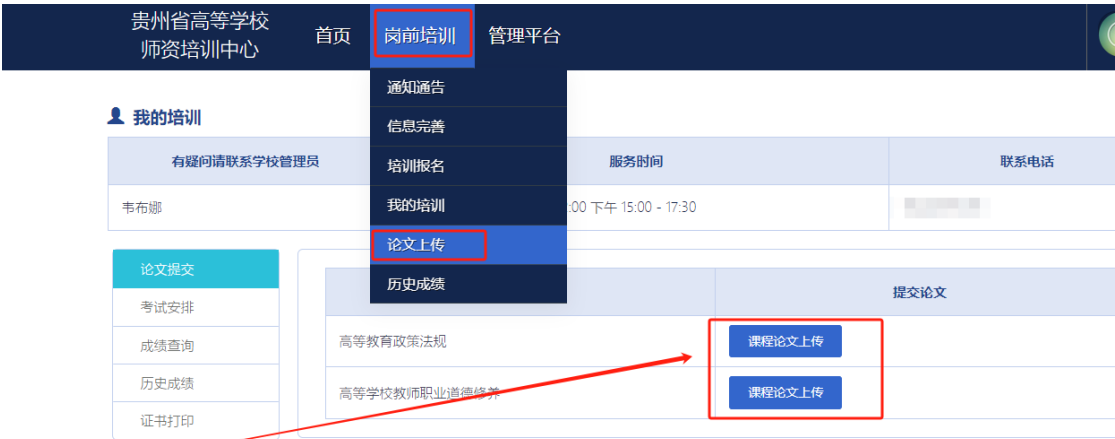 贵州省高等学校
师资培训中心
首页
岗前培训
管理平台
通知通告
信息完善
培训报名
我的培训
论文上传
历史成绩
我的培训
有疑问请联系学校管理员
服务时间
联系电话
韦布娜
:00 下午 15:00 - 17:30
论文提交
考试安排
成绩查询
历史成绩
证书打印
提交论文
高等教育政策法规
课程论文上传
高等学校教师职业道德修养
课程论文上传